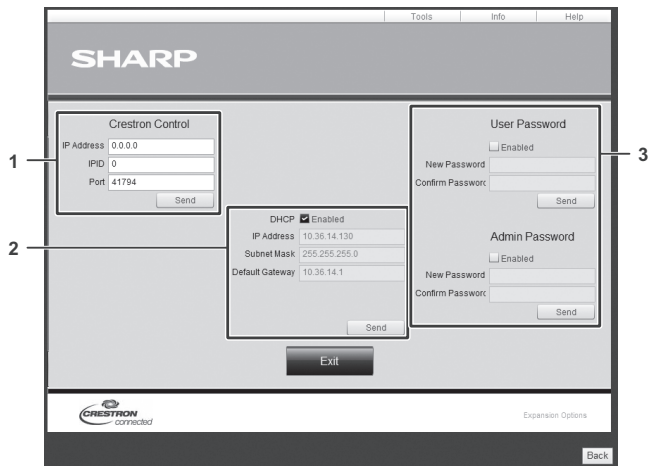 Tools Info Help
SHARP
1
Crestron Control
IP Address 0.0.0.0
IPID 0
Port 41794
Send
2
DHCP Enabled
IP Address 10.36.14.130
Subnet Mask 255.255.255.0
Default Gateway 10.36.14.1
Send
3
User Password
Enabled
New Password
Confirm Passworc
Send
Admin Password
Enabled
New Password
Confirm Passworc
Send
Exit
CRESTRON
connected
Expansion Options
Back